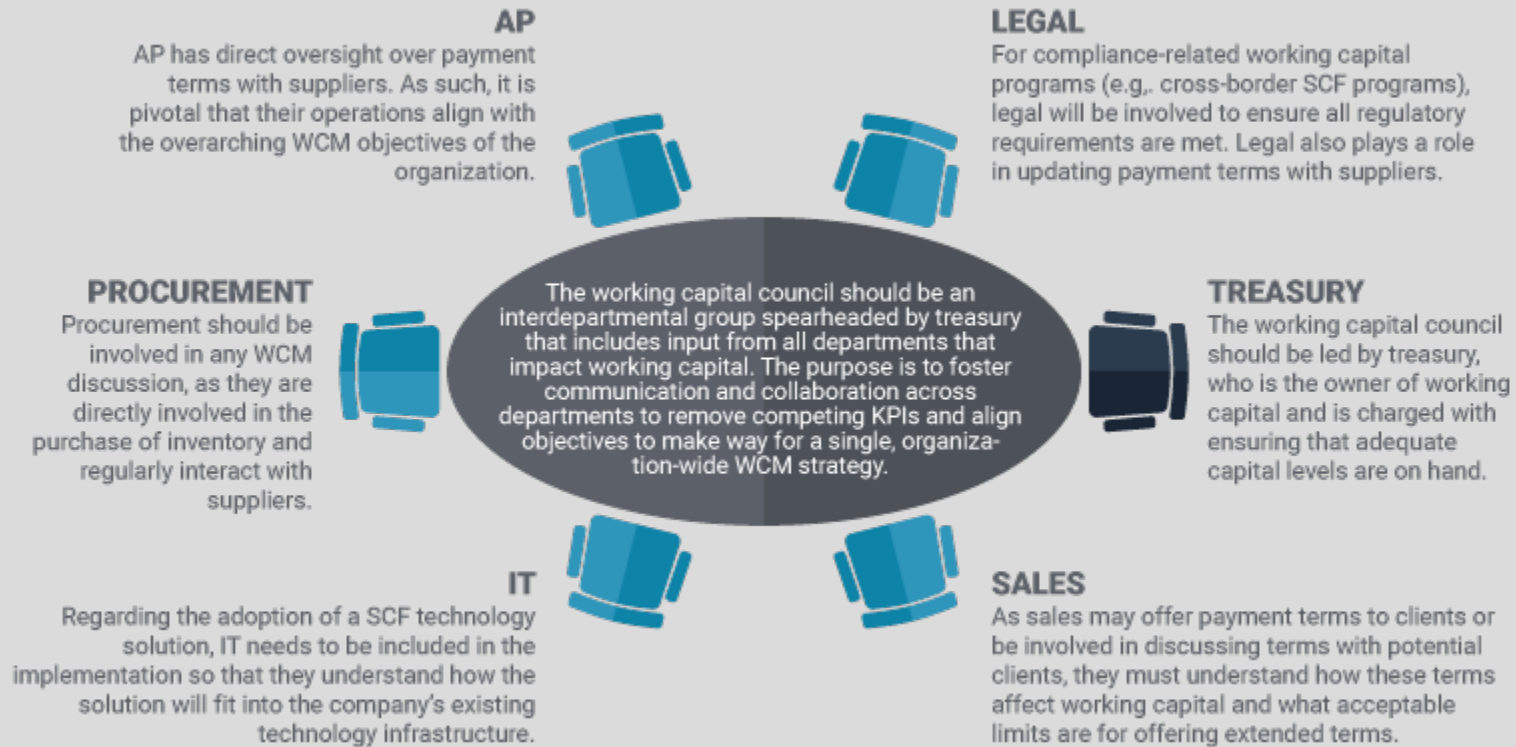 AP
AP has direct oversight over payment
terms with suppliers. As such, it is
pivotal that their operations align with
the overarching WCM objectives of the
organization.
LEGAL
For compliance-related working capital
programs (e.g,. cross-border SCF programs),
legal will be involved to ensure all regulatory
requirements are met. Legal also plays a role
in updating payment terms with suppliers.
PROCUREMENT
Procurement should be
involved in any WCM
discussion, as they are
directly involved in the
purchase of inventory and
regularly interact with
suppliers.
The working capital council should be an
interdepartmental group spearheaded by treasury
that includes input from all departments that
impact working capital. The purpose is to foster
communication and collaboration across
departments to remove competing KPIs and align
objectives to make way for a single, organiza-
tion-wide WCM strategy.
TREASURY
The working capital council
should be led by treasury,
who is the owner of working
capital and is charged with
ensuring that adequate
capital levels are on hand.
IT
Regarding the adoption of a SCF technology
solution, IT needs to be included in the
implementation so that they understand how the
solution will fit into the company's existing
technology infrastructure.
SALES
As sales may offer payment terms to clients or
be involved in discussing terms with potential
clients, they must understand how these terms
affect working capital and what acceptable
limits are for offering extended terms.